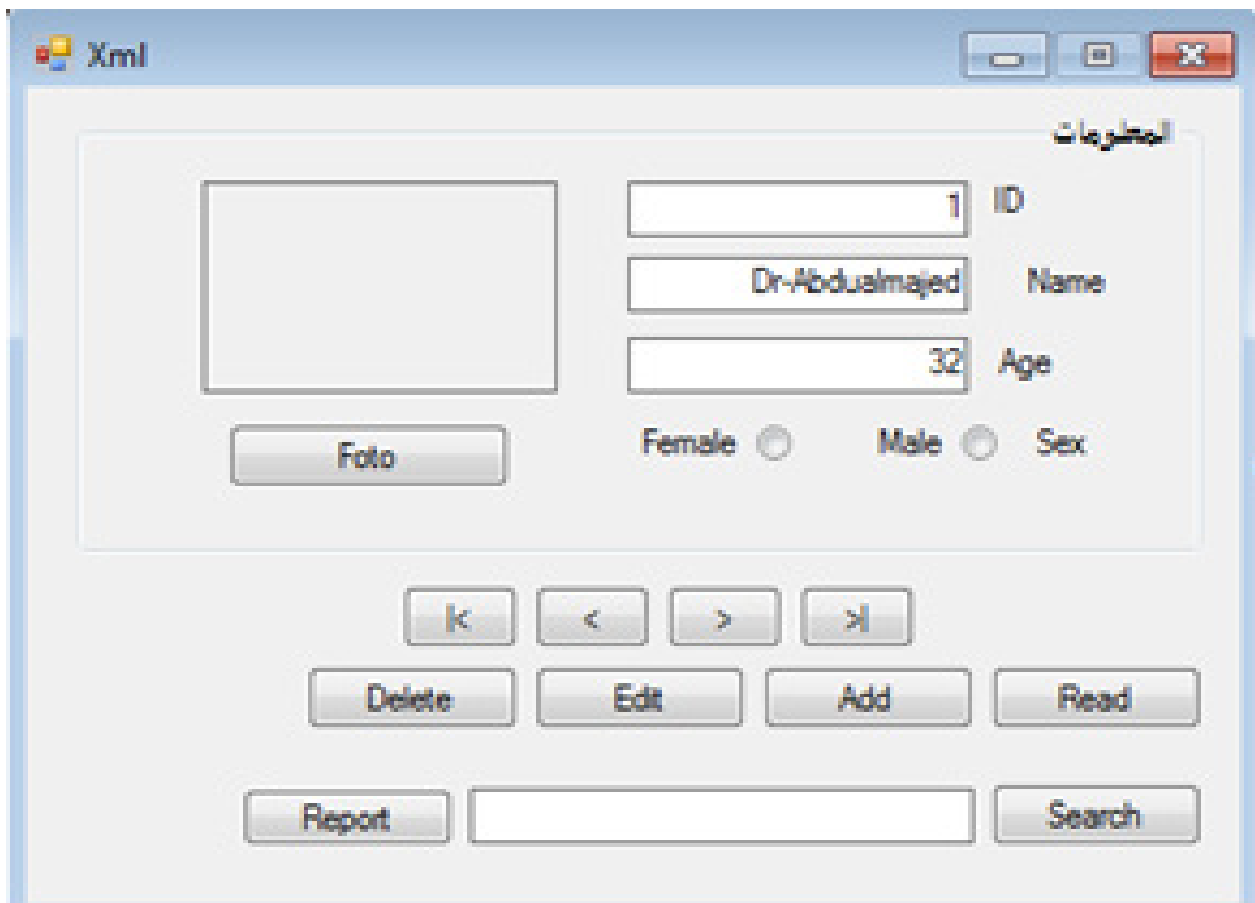 Xml
المعلومات
1 ID
Dr-Abdualmajed Name
32 Age
Female Male Sex
Foto
|< < > >|
Delete Edit Add Read
Report Search